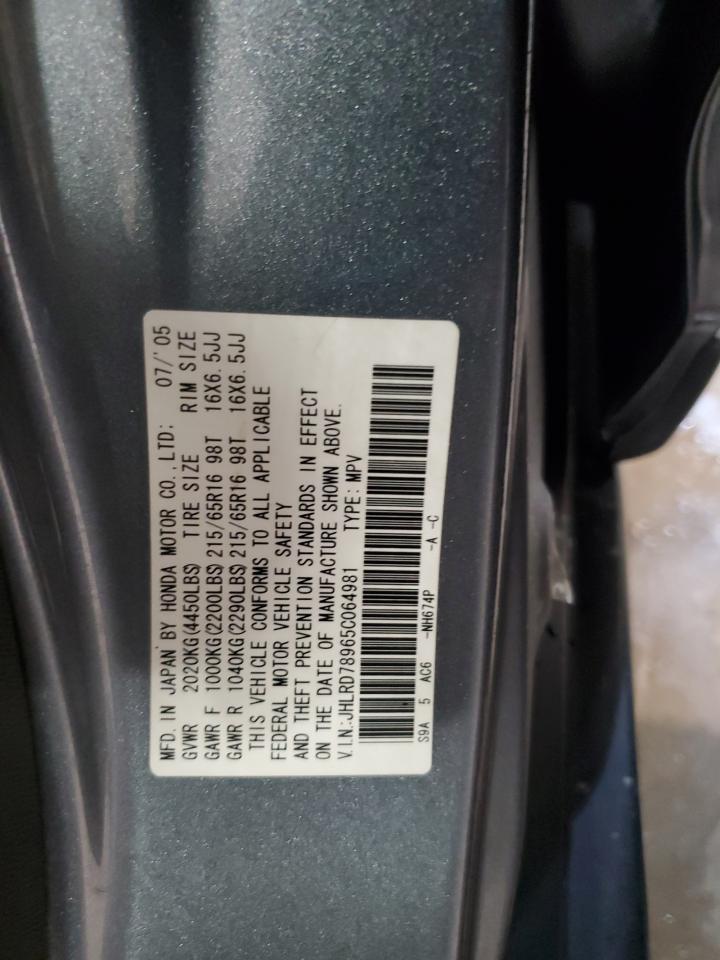 MFD. IN JAPAN BY HONDA MOTOR CO., LTD: 07/'05
GVWR 2020KG(4450LBS) TIRE SIZE RIM SIZE
GAWR F 1000KG(2200LBS)215/65R16 98T 16X6.5JJ
GAWR R 1040KG(2290LBS)215/65R16 98T 16X6.5JJ
THIS VEHICLE CONFORMS TO ALL APPLICABLE
FEDERAL MOTOR VEHICLE SAFETY
AND THEFT PREVENTION STANDARDS IN EFFECT
ON THE DATE OF MANUFACTURE SHOWN ABOVE.
V.I.N.:JHLRD78965C064981 TYPE: MPV
S9A 5 AC6 -NH674P -A -C